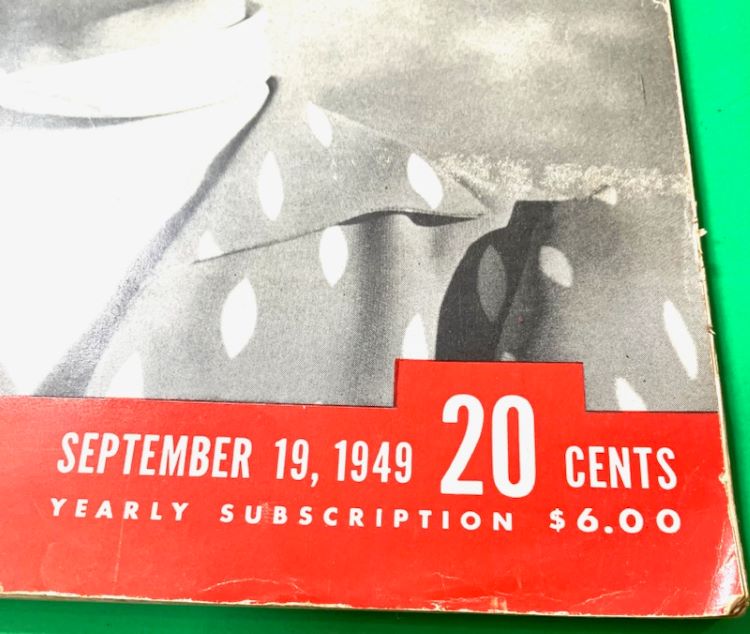 SEPTEMBER 19, 1949 20 CENTS
YEARLY SUBSCRIPTION $6.00